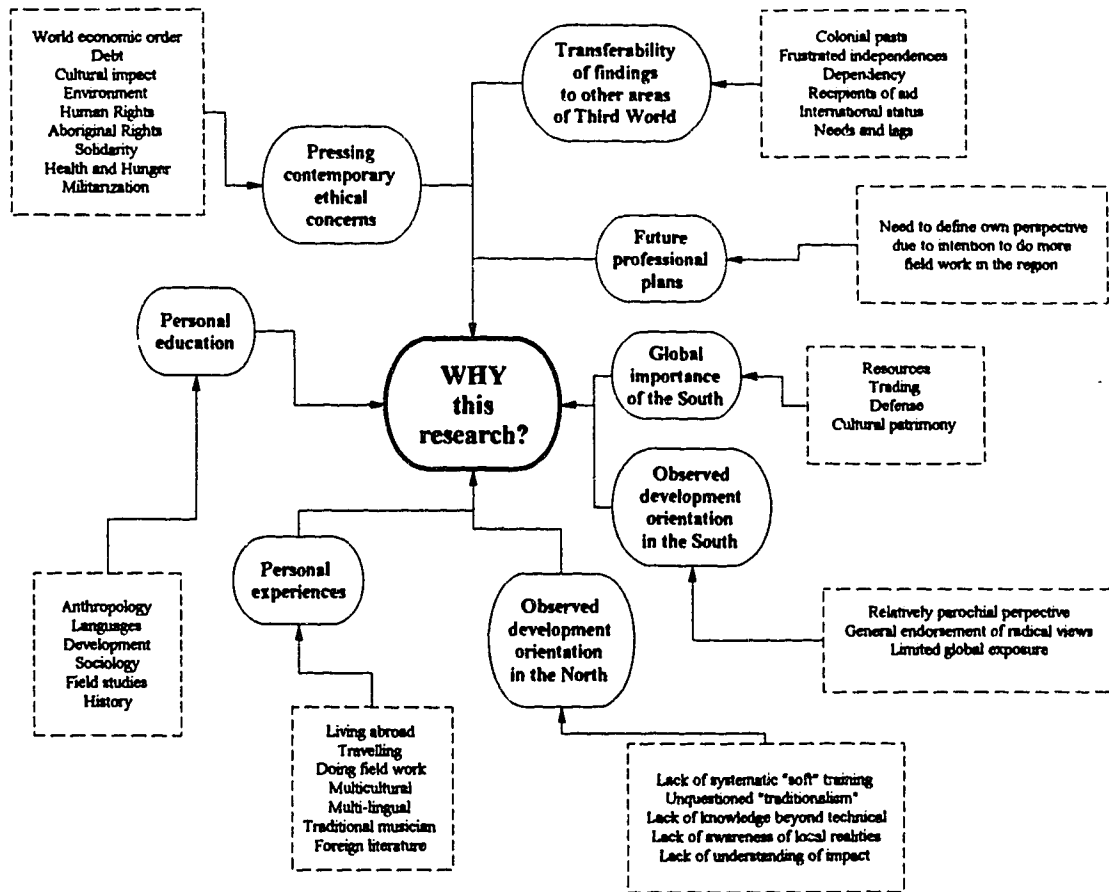 World economic order
Debt
Cultural impact
Environment
Human Rights
Aboriginal Rights
Solidarity
Health and Hunger
Militarization
Pressing
contemporary
ethical
concerns
Transferability
of findings
to other areas
of Third World
Colonial pasts
Frustrated independences
Dependency
Recipients of aid
International status
Needs and lags
Future
professional
plans
Need to define own perspective
due to intention to do more
field work in the region
Personal
education
WHY
this
research?
Global
importance
of the South
Resources
Trading
Defense
Cultural patrimony
Observed
development
orientation
in the South
Relatively parochial perpective
General endorsement of radical views
Limited global exposure
Anthropology
Languages
Development
Sociology
Field studies
History
Personal
experiences
Living abroad
Travelling
Doing field work
Multicultural
Multi-lingual
Traditional musician
Foreign literature
Observed
development
orientation
in the North
Lack of systematic "soft" training
Unquestioned "traditionalism"
Lack of knowledge beyond technical
Lack of awareness of local realities
Lack of understanding of impact